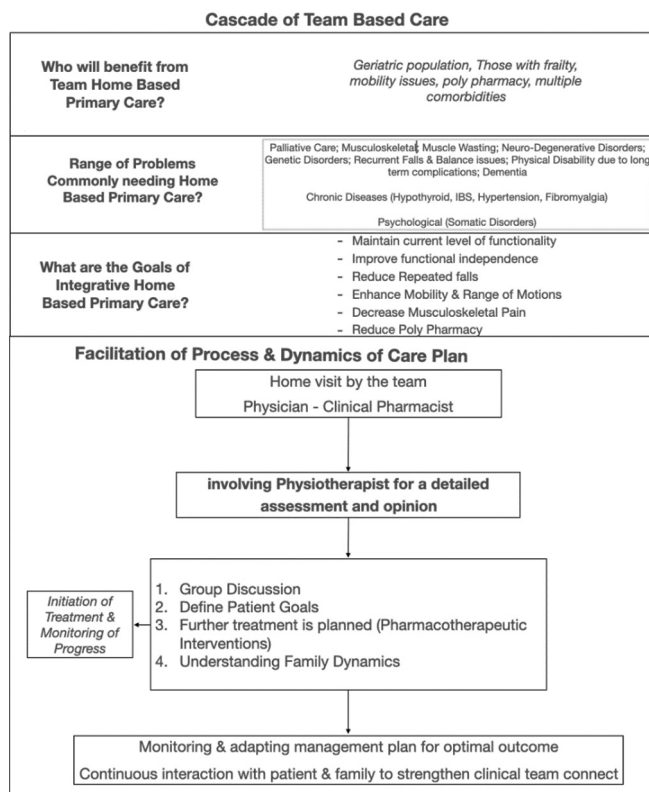 Cascade of Team Based Care
Who will benefit from
Team Home Based
Primary Care?
Geriatric population, Those with frailty,
mobility issues, poly pharmacy, multiple
comorbidities
Range of Problems
Commonly needing Home
Based Primary Care?
Palliative Care; Musculoskeletal; Muscle Wasting; Neuro-Degenerative Disorders;
Genetic Disorders; Recurrent Falls & Balance issues; Physical Disability due to long
term complications; Dementia
Chronic Diseases (Hypothyroid, IBS, Hypertension, Fibromyalgia)
Psychological (Somatic Disorders)
What are the Goals of
Integrative Home
Based Primary Care?
- Maintain current level of functionality
- Improve functional independence
- Reduce Repeated falls
- Enhance Mobility & Range of Motions
- Decrease Musculoskeletal Pain
- Reduce Poly Pharmacy
Facilitation of Process & Dynamics of Care Plan
Home visit by the team
Physician - Clinical Pharmacist
involving Physiotherapist for a detailed
assessment and opinion
1. Group Discussion
2. Define Patient Goals
3. Further treatment is planned (Pharmacotherapeutic
Interventions)
4. Understanding Family Dynamics
Initiation of
Treatment &
Monitoring of
Progress
Monitoring & adapting management plan for optimal outcome
Continuous interaction with patient & family to strengthen clinical team connect